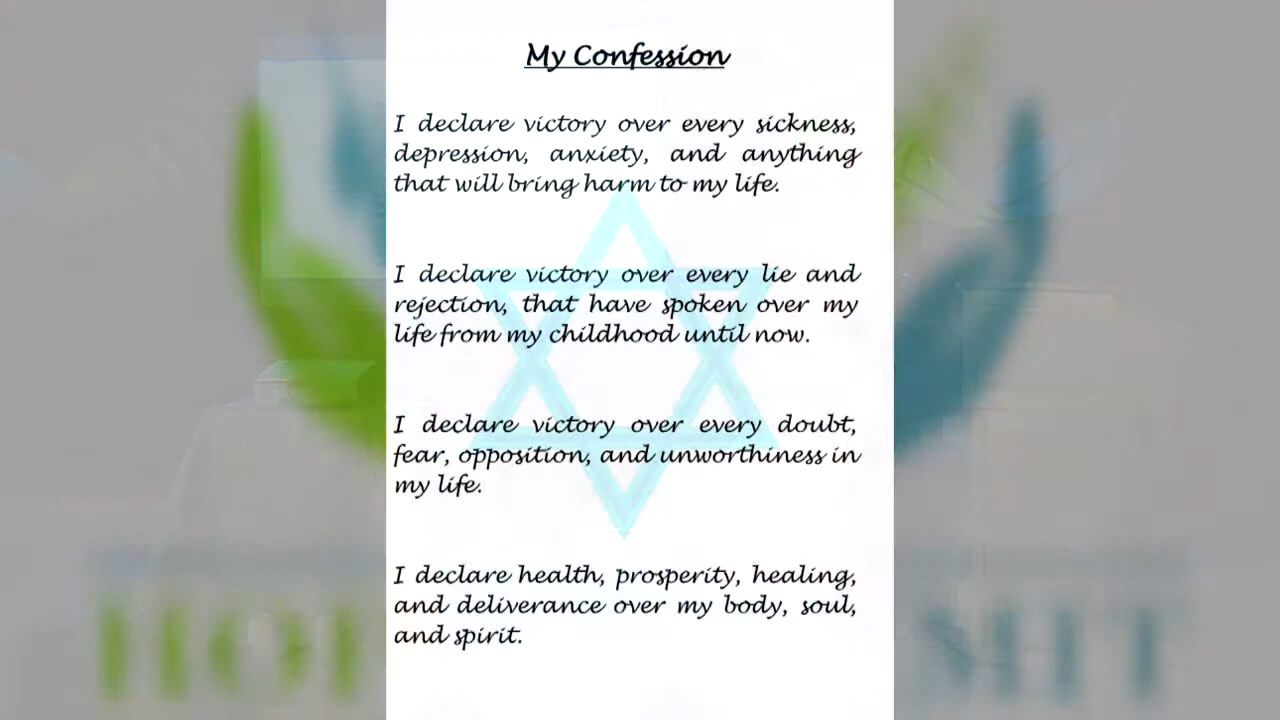 My Confession
I declare victory over every sickness,
depression, anxiety, and anything
that will bring harm to my life.
I declare victory over every lie and
rejection, that have spoken over my
life from my childhood until now.
I declare victory over every doubt,
fear, opposition, and unworthiness in
my life.
I declare health, prosperity, healing,
and deliverance over my body, soul,
and spirit.